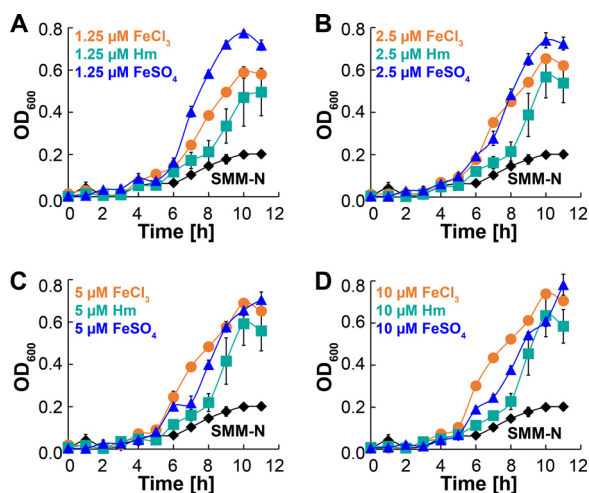 A
1.25 µM FeCl3
1.25 µM Hm
1.25 µM FeSO4
OD600
0.8
0.6
0.4
0.2
0.0
SMM-N
0 2 4 6 8 10 12
Time [h]
B
2.5 µM FeCl3
2.5 µM Hm
2.5 µM FeSO4
OD600
0.8
0.6
0.4
0.2
0.0
SMM-N
0 2 4 6 8 10 12
Time [h]
C
5 µM FeCl3
5 µM Hm
5 µM FeSO4
OD600
0.8
0.6
0.4
0.2
0.0
SMM-N
0 2 4 6 8 10 12
Time [h]
D
10 µM FeCl3
10 µM Hm
10 µM FeSO4
OD600
0.8
0.6
0.4
0.2
0.0
SMM-N
0 2 4 6 8 10 12
Time [h]